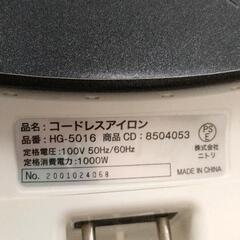 品名：コードレスアイロン
品番：HG-5016 商品CD：8504053
定格電圧：100V 50Hz/60Hz
定格消費電力：1000W
No. 2001024068
PS
E
株式会社
ニトリ
MADE IN CHINA